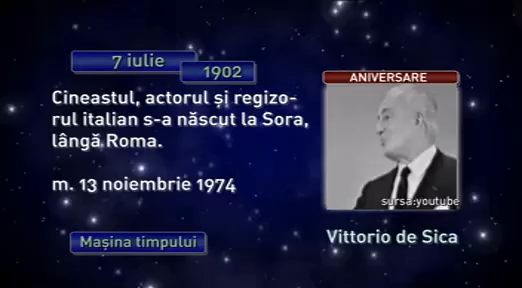 7 iulie
1902
Cineastul, actorul și regizo-
rul italian s-a născut la Sora,
lângă Roma.
m. 13 noiembrie 1974
Mașina timpului
ANIVERSARE
sursa:youtube
Vittorio de Sica